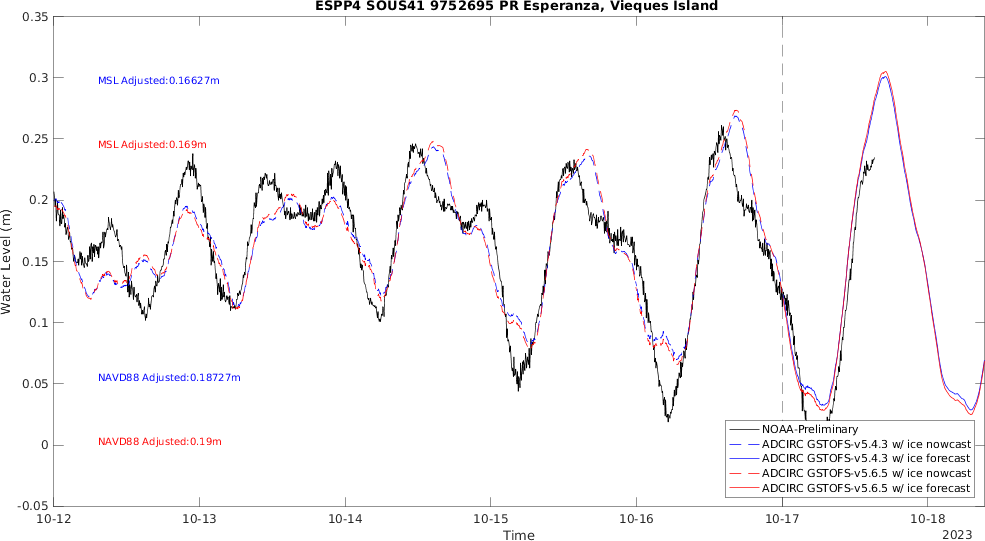 ESPP4 SOUS41 9752695 PR Esperanza, Vieques Island
0.35
0.3
0.25
0.2
0.15
0.1
0.05
0
-0.05
Water Level (m)
MSL Adjusted:0.16627m
MSL Adjusted:0.169m
NAVD88 Adjusted:0.18727m
NAVD88 Adjusted:0.19m
NOAA-Preliminary
ADCIRC GSTOFS-v5.4.3 w/ ice nowcast
ADCIRC GSTOFS-v5.4.3 w/ ice forecast
ADCIRC GSTOFS-v5.6.5 w/ ice nowcast
ADCIRC GSTOFS-v5.6.5 w/ ice forecast
10-12 10-13 10-14 10-15 10-16 10-17 10-18
Time
2023